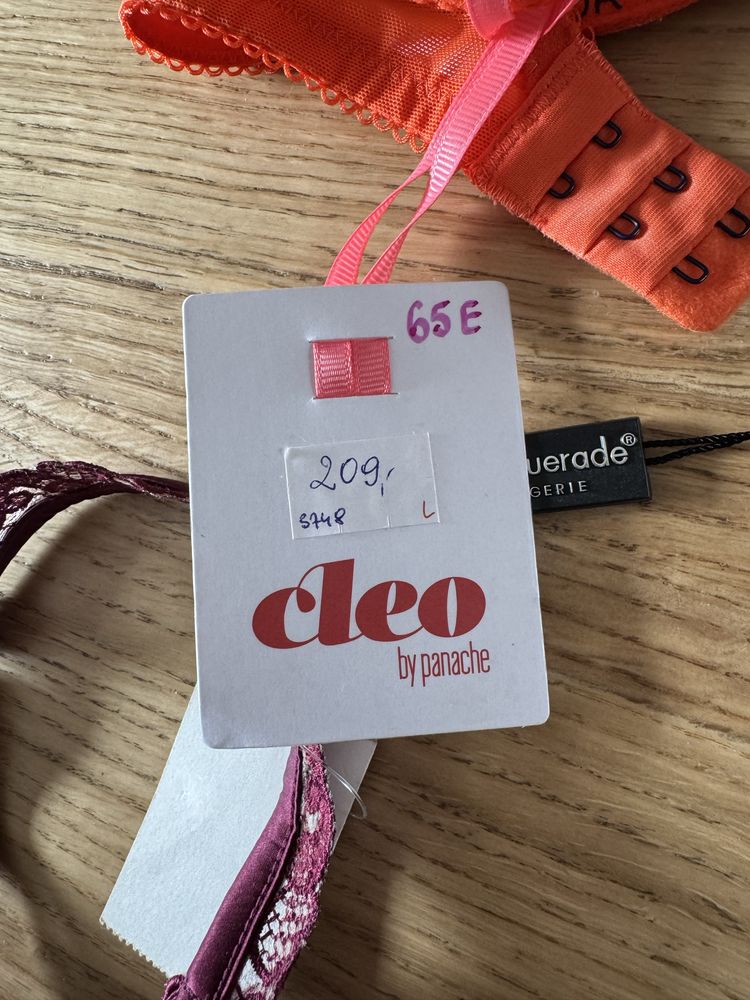 65E
209,-
5748
L
cleo
by panache
uerade®
GERIE